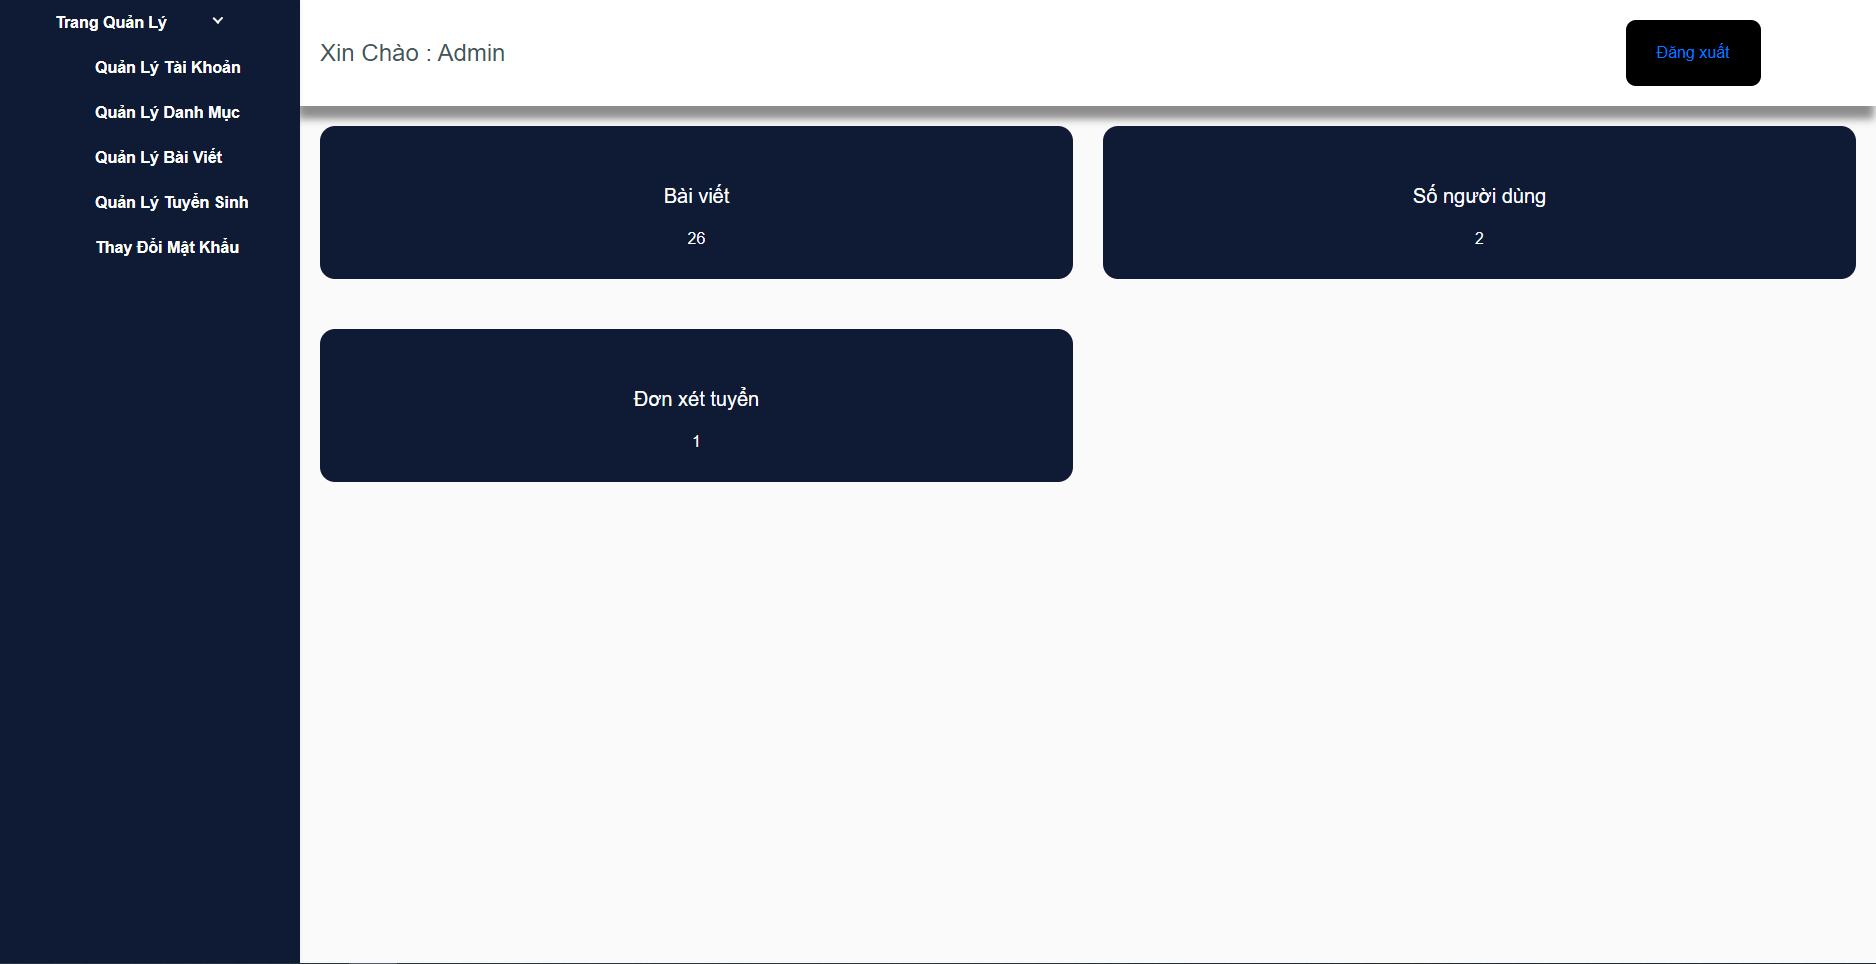 Trang Quản Lý
Quản Lý Tài Khoản
Quản Lý Danh Mục
Quản Lý Bài Viết
Quản Lý Tuyển Sinh
Thay Đổi Mật Khẩu
Xin Chào : Admin
Đăng xuất
Bài viết
26
Số người dùng
2
Đơn xét tuyển
1